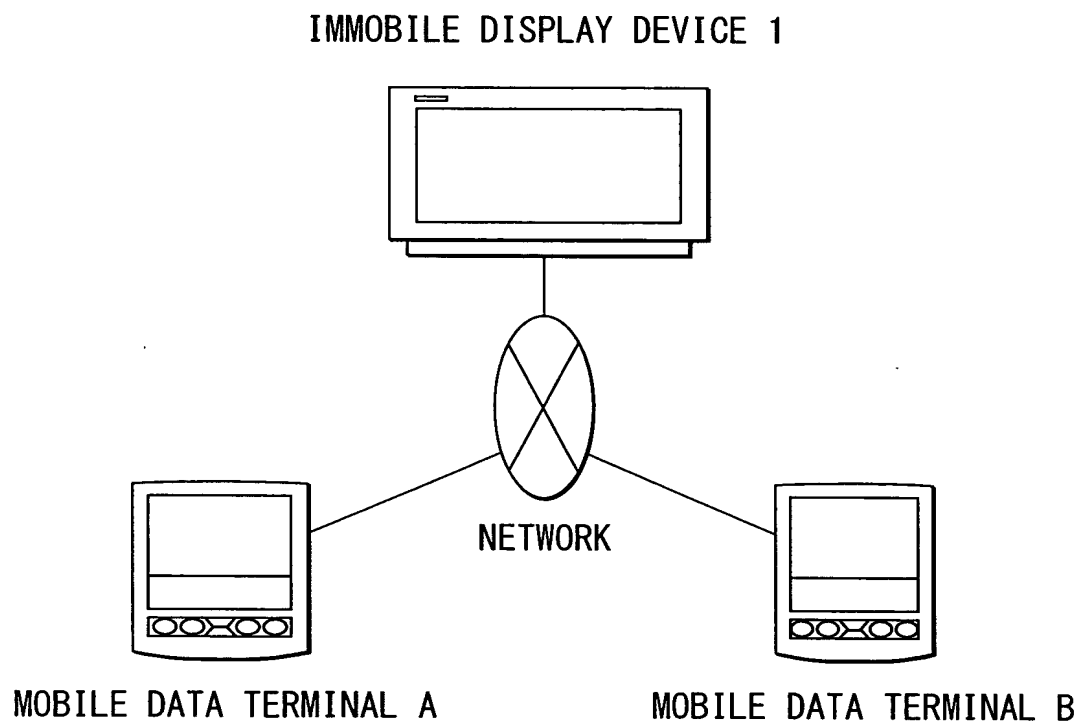 IMMOBILE DISPLAY DEVICE 1
NETWORK
MOBILE DATA TERMINAL A
MOBILE DATA TERMINAL B